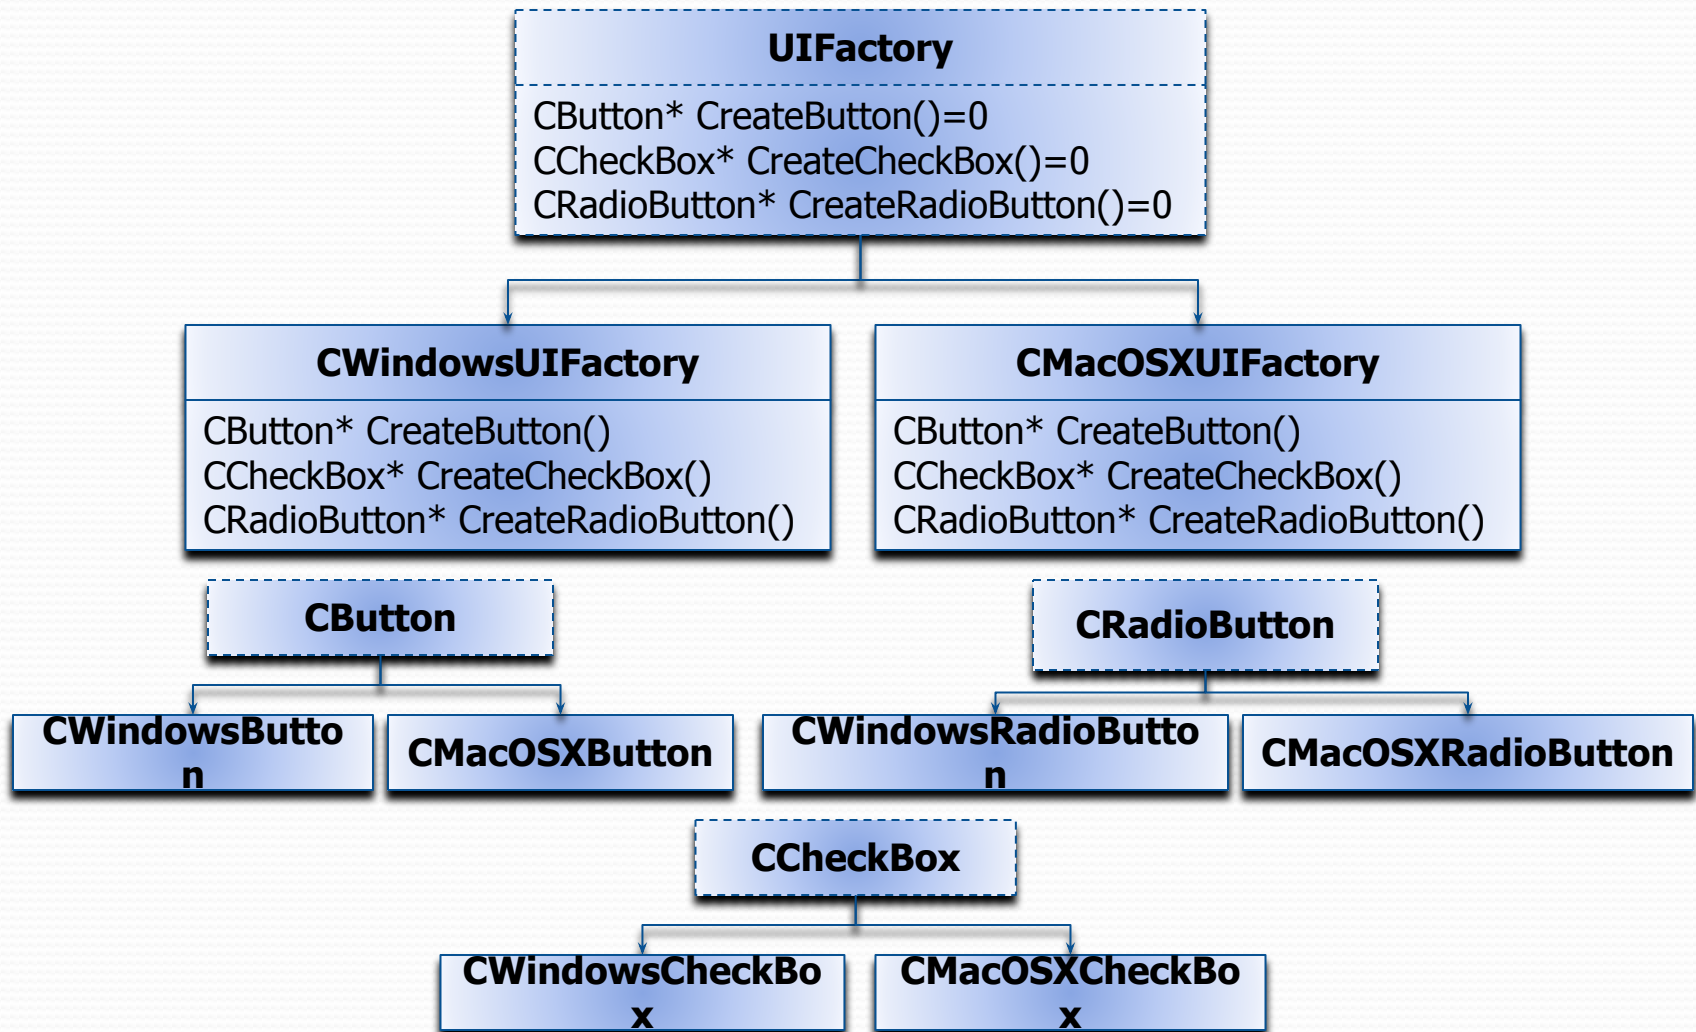 UIFactory
CButton* CreateButton()=0
CCheckBox* CreateCheckBox()=0
CRadioButton* CreateRadioButton()=0
CWindowsUIFactory
CButton* CreateButton()
CCheckBox* CreateCheckBox()
CRadioButton* CreateRadioButton()
CMacOSXUIFactory
CButton* CreateButton()
CCheckBox* CreateCheckBox()
CRadioButton* CreateRadioButton()
CButton
CRadioButton
CWindowsButto
n
CMacOSXButton
CWindowsRadioButto
n
CMacOSXRadioButton
CCheckBox
CWindowsCheckBo
x
CMacOSXCheckBo
x